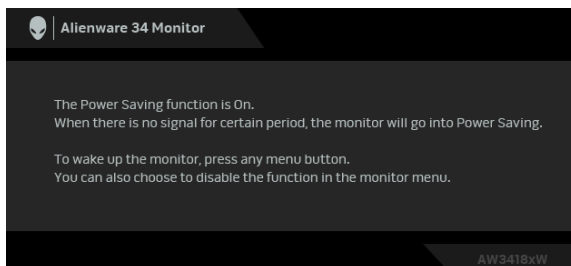 Alienware 34 Monitor
The Power Saving function is On.
When there is no signal for certain period, the monitor will go into Power Saving.
To wake up the monitor, press any menu button.
You can also choose to disable the function in the monitor menu.
AW3418xW